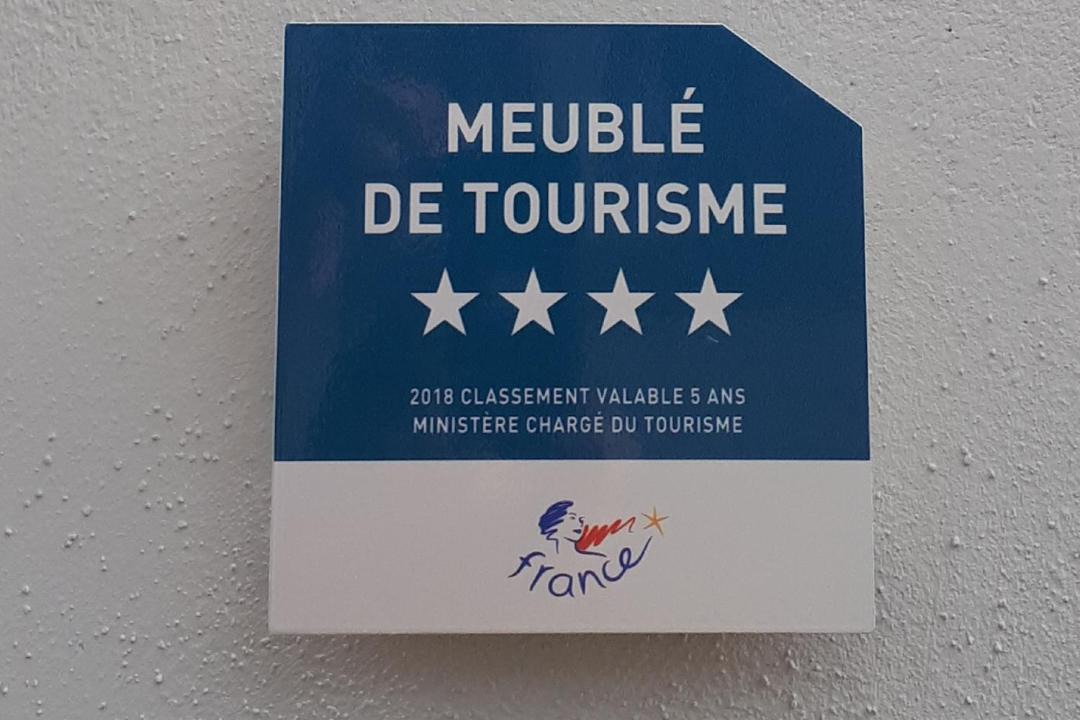 MEUBLÉ
DE TOURISME
2018 CLASSEMENT VALABLE 5 ANS
MINISTÈRE CHARGÉ DU TOURISME
france